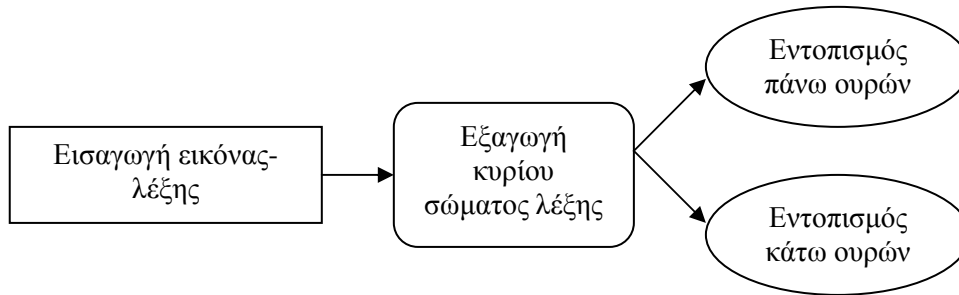 Εισαγωγή εικόνας-
λέξης
Εξαγωγή
κυρίου
σώματος λέξης
Εντοπισμός
πάνω ουρών
Εντοπισμός
κάτω ουρών